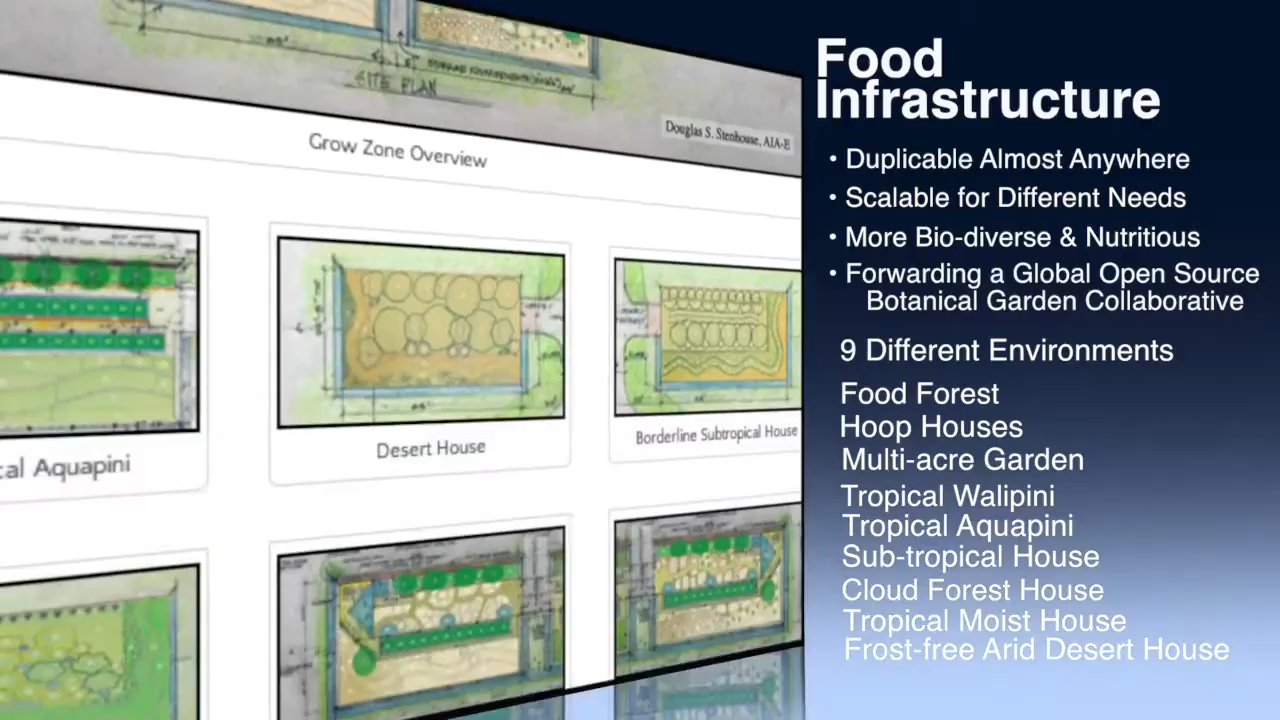 SITE PLAN
Douglas S. Stenhouse, AIA-E
Grow Zone Overview
cal Aquapini
Desert House
Borderline Subtropical House
Food
Infrastructure
• Duplicable Almost Anywhere
• Scalable for Different Needs
• More Bio-diverse & Nutritious
• Forwarding a Global Open Source
Botanical Garden Collaborative
9 Different Environments
Food Forest
Hoop Houses
Multi-acre Garden
Tropical Walipini
Tropical Aquapini
Sub-tropical House
Cloud Forest House
Tropical Moist House
Frost-free Arid Desert House